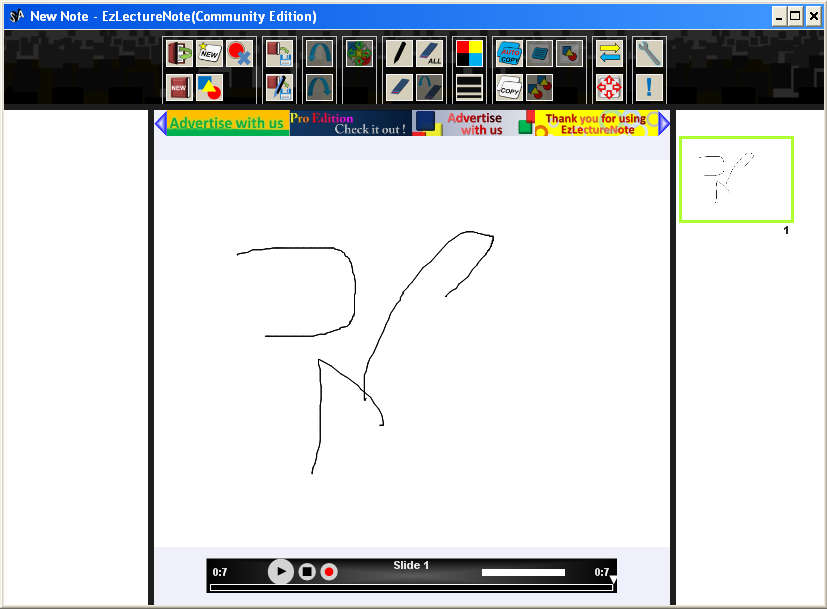 New Note - EzLectureNote(Community Edition)
NEW
ALL
AUTO COPY
NEW
COPY
Advertise with us
Pro Edition
Check it out !
Advertise
with us
Thank you for using
EzLectureNote
1
Slide 1
0:7
0:7